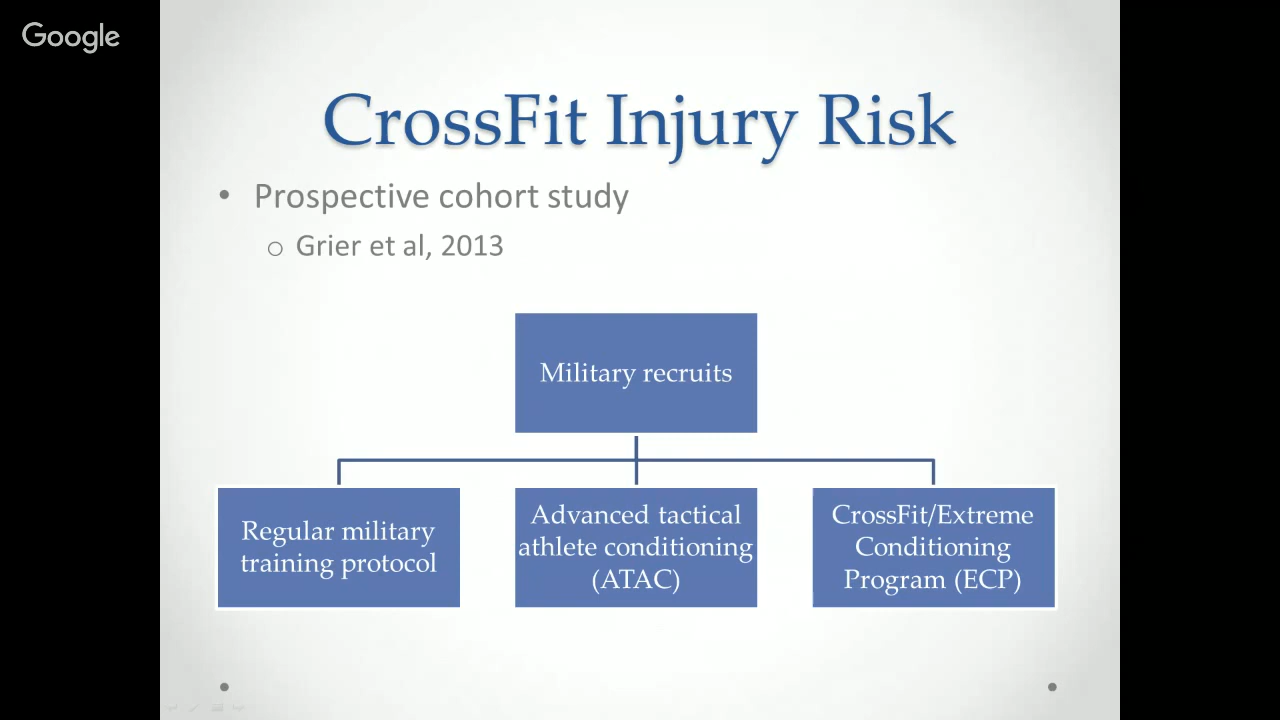 Google
CrossFit Injury Risk
• Prospective cohort study
o Grier et al, 2013
Military recruits
Regular military
training protocol
Advanced tactical
athlete conditioning
(ATAC)
CrossFit/Extreme
Conditioning
Program (ECP)